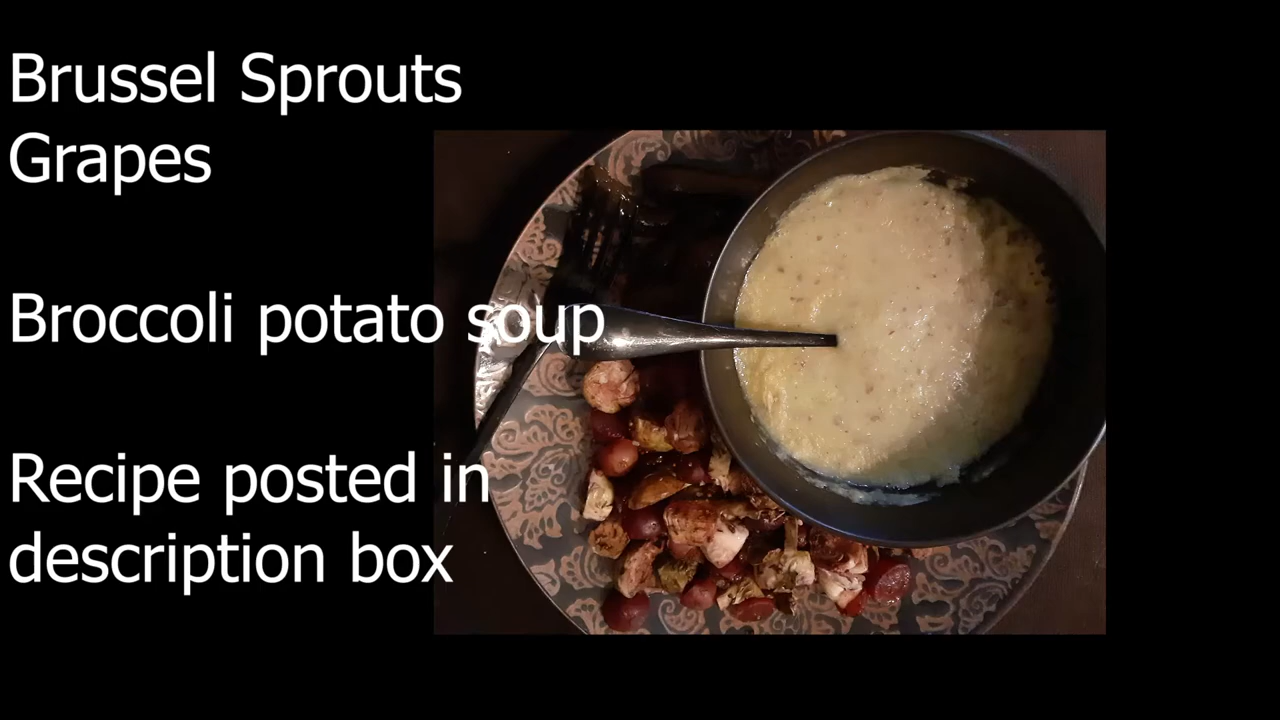 Brussel Sprouts
Grapes
Broccoli potato soup
Recipe posted in
description box